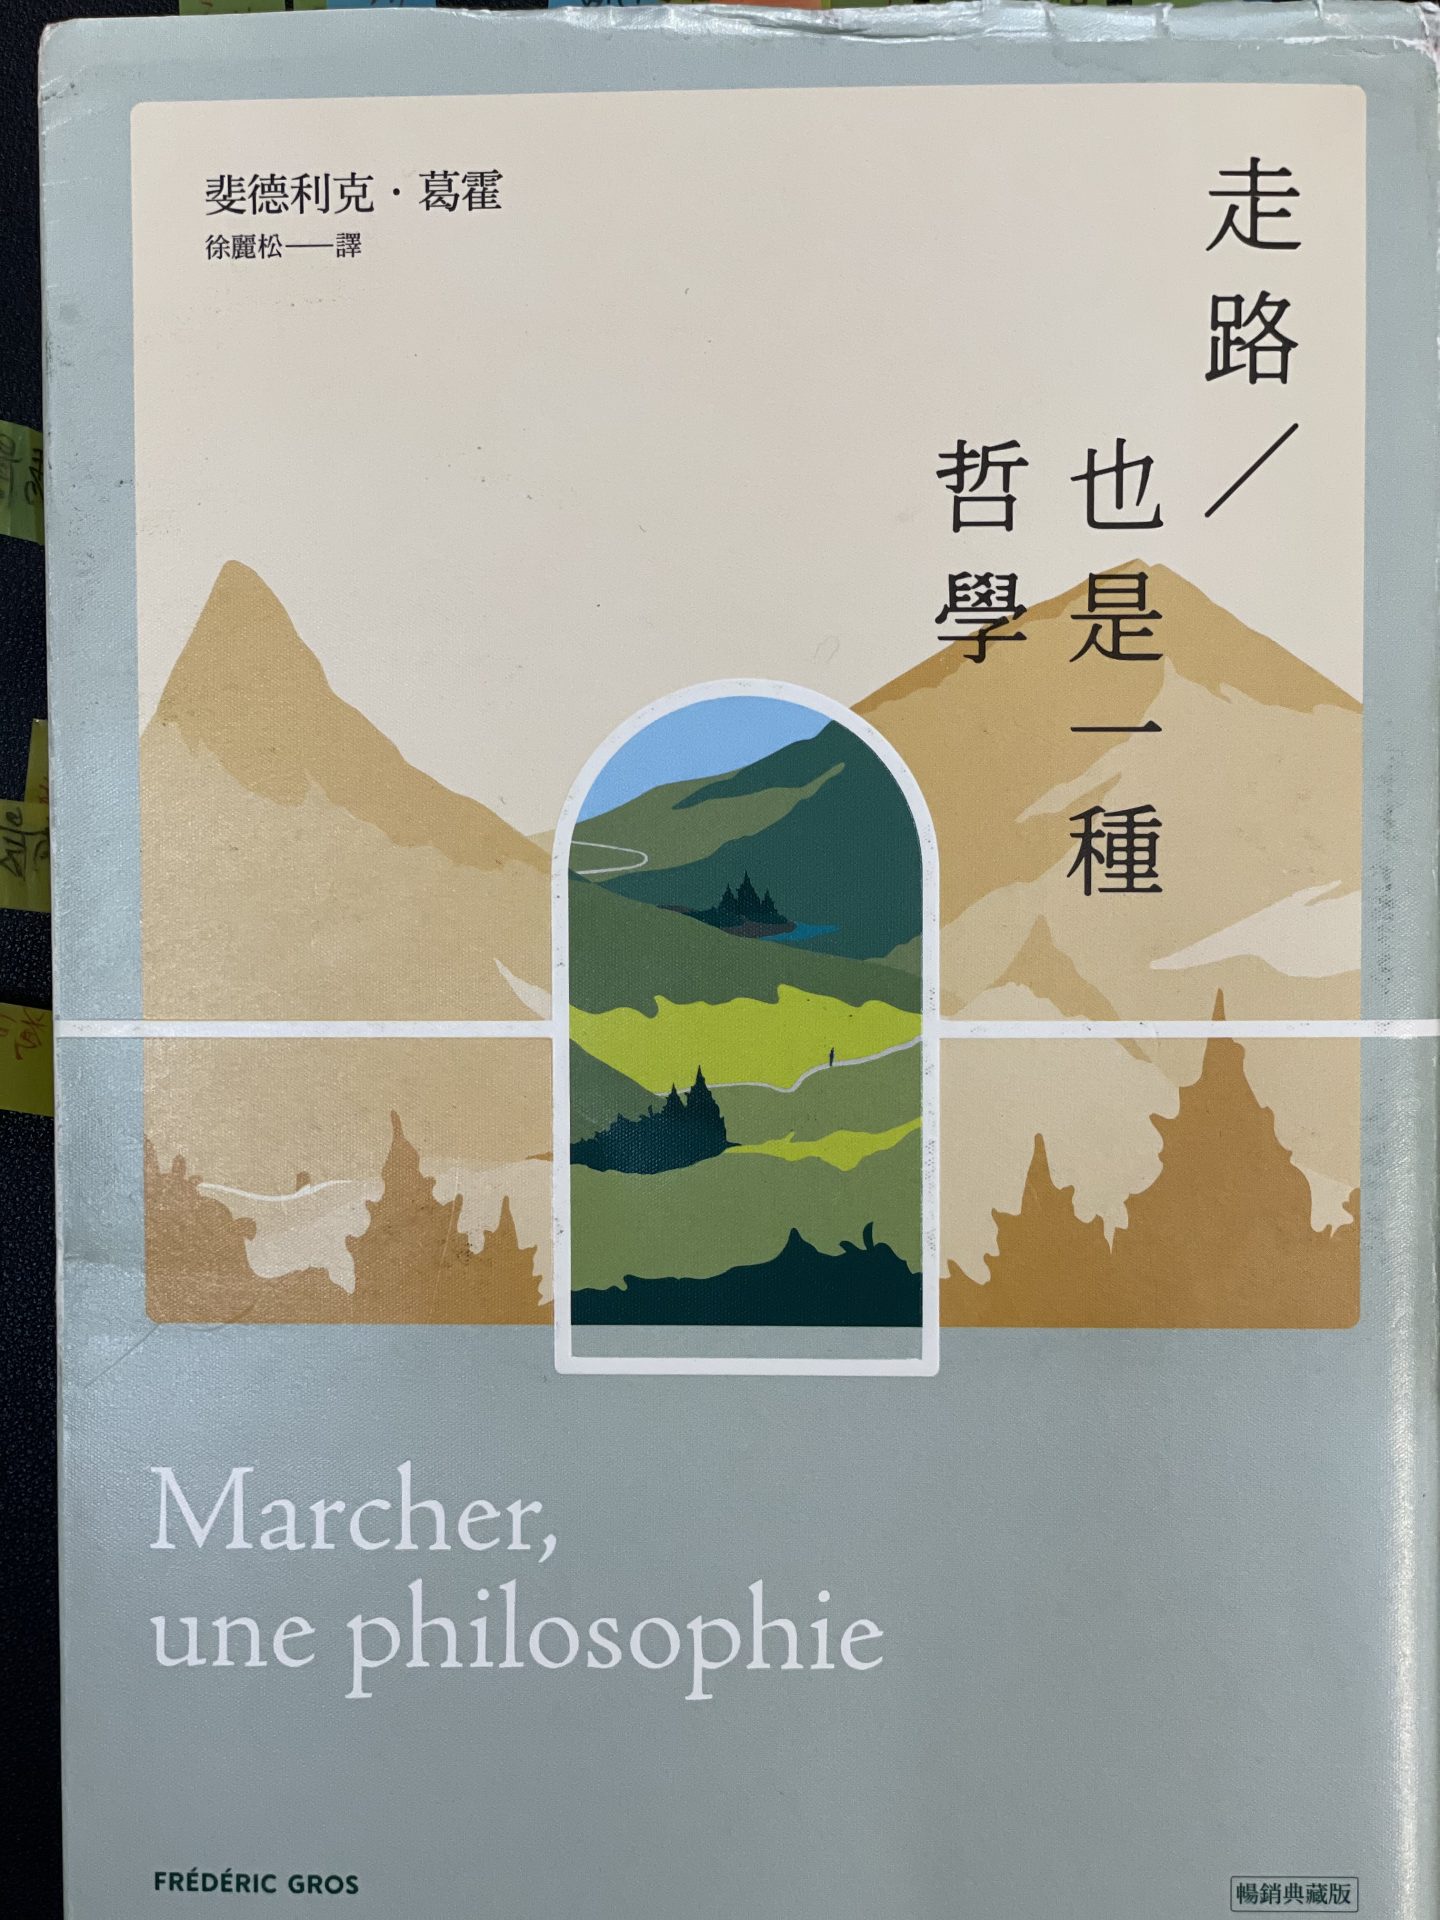 斐德利克・葛霍
徐麗松——譯
走路／
也是一種
哲學
Marcher,
une philosophie
FRÉDÉRIC GROS
暢銷典藏版